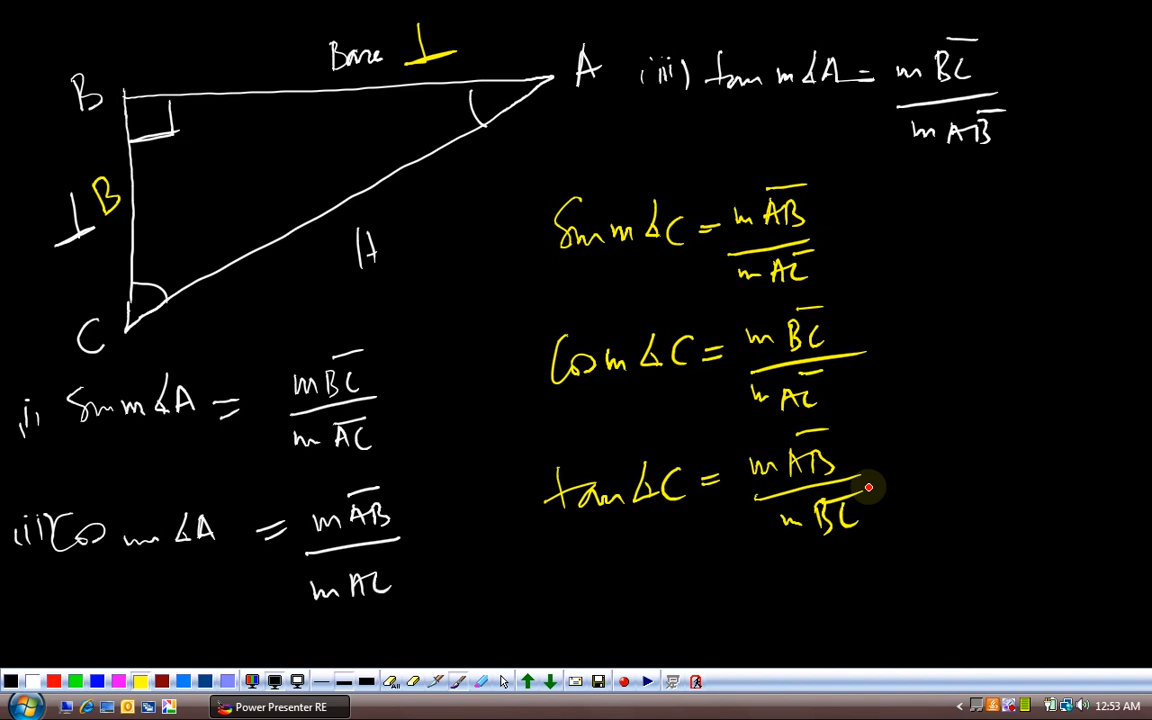 Base ⊥
B
A
⊥ B
H
C
(i) Sin m∡A = mBC̅ / mAC̅
(ii) Cos m∡A = mAB̅ / mAC
(iii) tan m∡A = mBC̅ / mAB̅
Sin m∡C = mAB̅ / mAC̅
Cos m∡C = mBC̅ / mAC̅
tan ∡C = mAB̅ / mBC̅
All
Power Presenter RE
12:53 AM